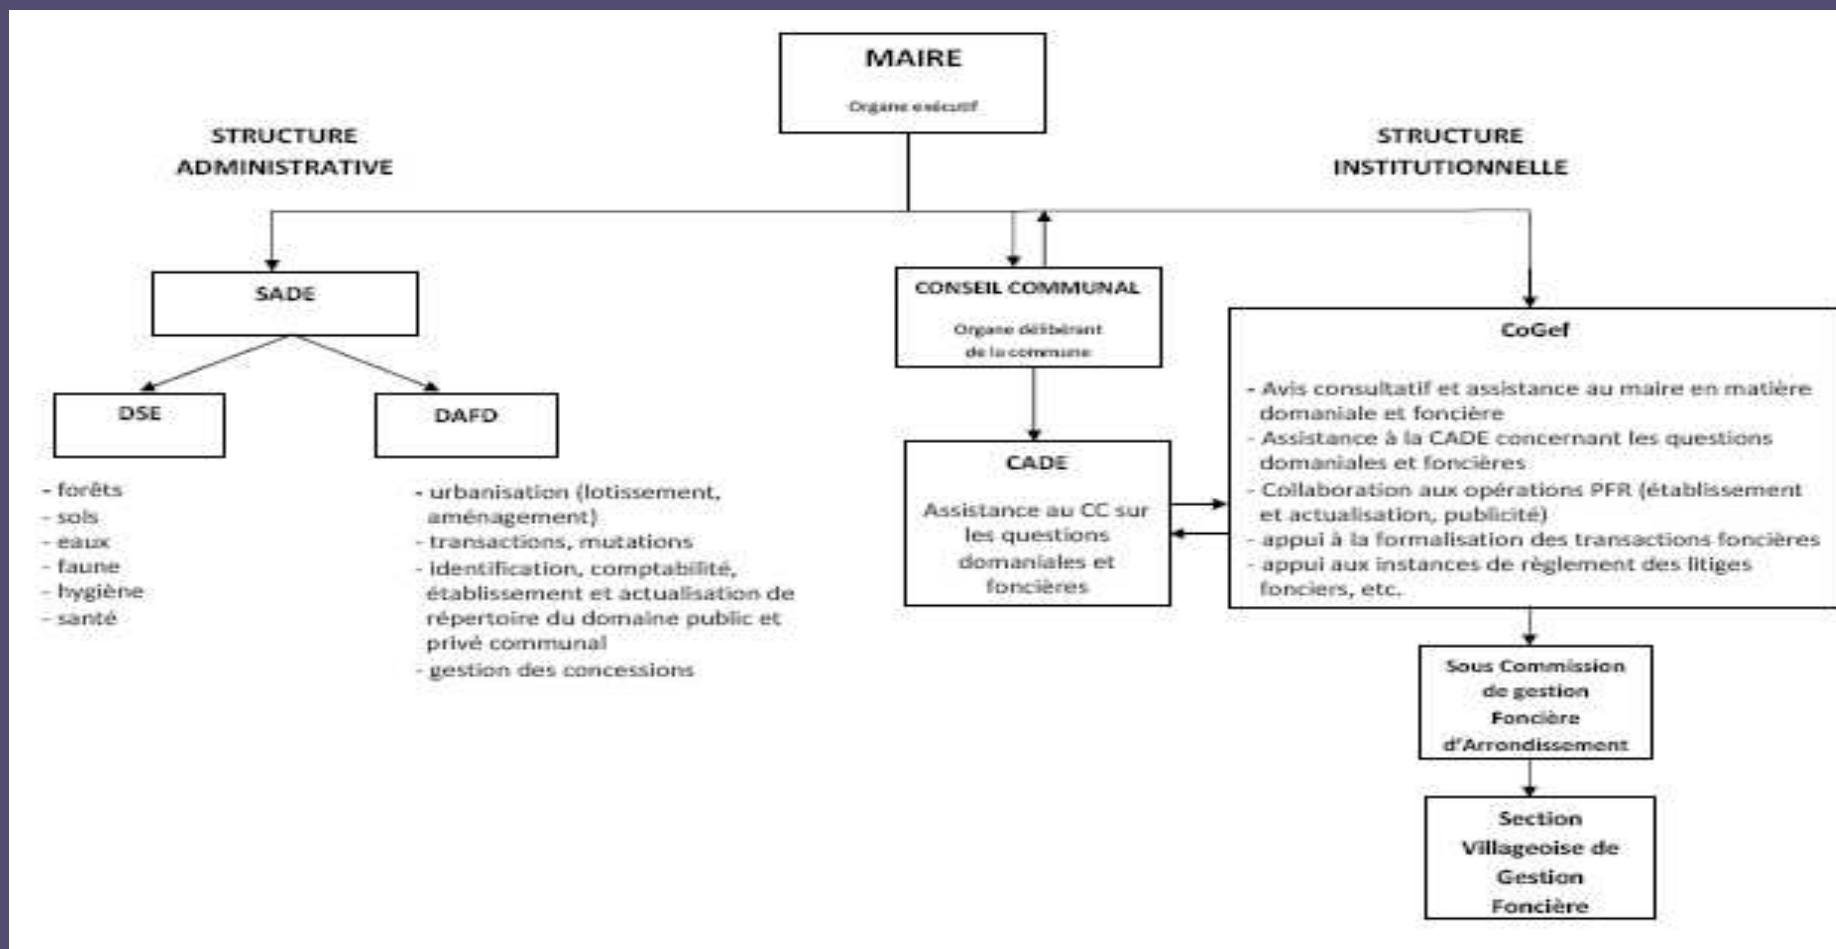 MAIRE
Organe exécutif
STRUCTURE
ADMINISTRATIVE
STRUCTURE
INSTITUTIONNELLE
SADE
DSE
- forêts
- sols
- eaux
- faune
- hygiène
- santé
DAFD
- urbanisation (lotissement,
aménagement)
- transactions, mutations
- identification, comptabilité,
établissement et actualisation de
répertoire du domaine public et
privé communal
- gestion des concessions
CONSEIL COMMUNAL
Organe délibérant
de la commune
CADE
Assistance au CC sur
les questions
domaniales et
foncières
CoGef
- Avis consultatif et assistance au maire en matière
domaniale et foncière
- Assistance à la CADE concernant les questions
domaniales et foncières
- Collaboration aux opérations PFR (établissement
et actualisation, publicité)
- appui à la formalisation des transactions foncières
- appui aux instances de règlement des litiges
fonciers, etc.
Sous Commission
de gestion
Foncière
d'Arrondissement
Section
Villageoise de
Gestion
Foncière